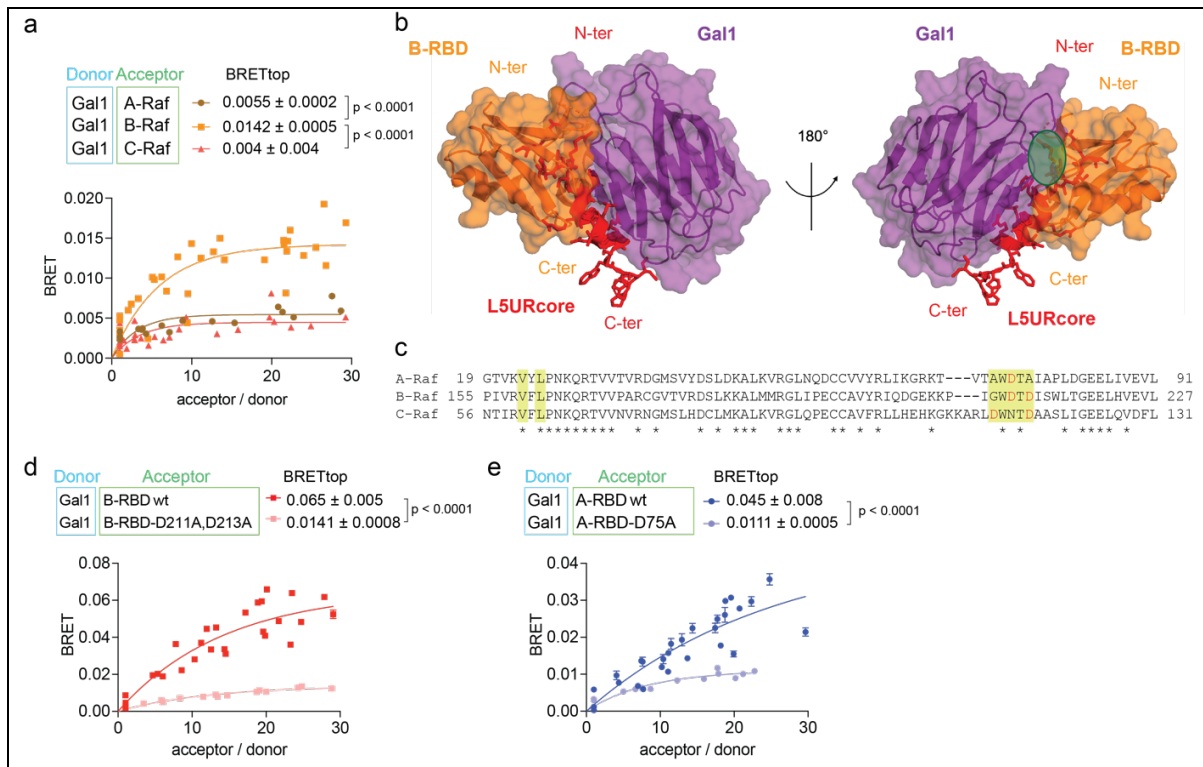 a
Donor Acceptor BRETtop
Gal1 A-Raf 0.0055 ± 0.0002
Gal1 B-Raf 0.0142 ± 0.0005
Gal1 C-Raf 0.004 ± 0.004
p < 0.0001
p < 0.0001
BRET
0.020
0.015
0.010
0.005
0.000
0 10 20 30
acceptor / donor
b
B-RBD
N-ter
N-ter
Gal1
C-ter
L5URcore
C-ter
180°
Gal1
N-ter
B-RBD
N-ter
C-ter
L5URcore
C-ter
c
A-Raf 19 GTVKVYLPNKQRTVVTVRDGMSVYDSLDKALKVRGLNQDCCVVYRLIKGRKT---VTAWDTAIAPLDGEELIVEVL 91
B-Raf 155 PIVRVFLPNKQRTVVPARCGVTVRDSLKKALMMRGLIPECCAVYRIQDGEKKP---IGWDTDISWLTGEELHVEVL 227
C-Raf 56 NTIRVFLPNKQRTVVNVRNGMSLHDCLMKALKVRGLQPECCAVFRLLHEHKGKKARLDWNTDAASLIGEELQVDFL 131
d
Donor Acceptor BRETtop
Gal1 B-RBD wt 0.065 ± 0.005
Gal1 B-RBD-D211A,D213A 0.0141 ± 0.0008
p < 0.0001
BRET
0.08
0.06
0.04
0.02
0.00
0 10 20 30
acceptor / donor
e
Donor Acceptor BRETtop
Gal1 A-RBD wt 0.045 ± 0.008
Gal1 A-RBD-D75A 0.0111 ± 0.0005
p < 0.0001
BRET
0.04
0.03
0.02
0.01
0.00
0 10 20 30
acceptor / donor